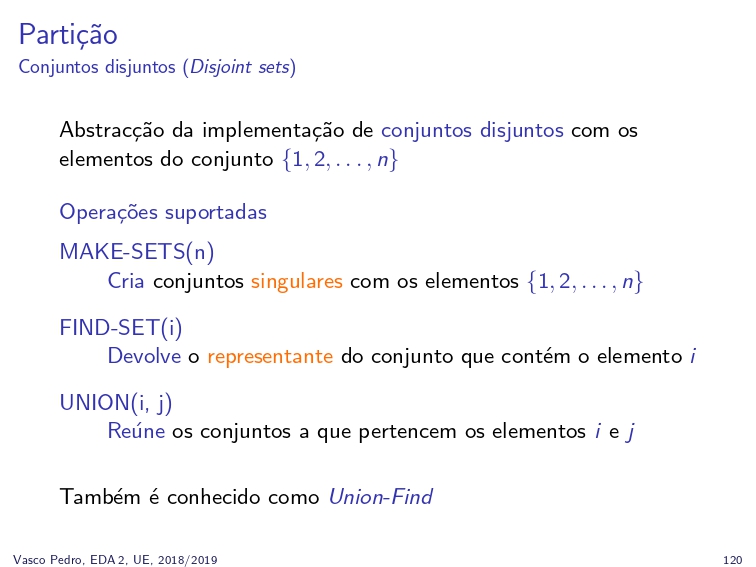 Partição
Conjuntos disjuntos (Disjoint sets)
Abstracção da implementação de conjuntos disjuntos com os
elementos do conjunto {1, 2, . . . , n}
Operações suportadas
MAKE-SETS(n)
Cria conjuntos singulares com os elementos {1, 2, . . . , n}
FIND-SET(i)
Devolve o representante do conjunto que contém o elemento i
UNION(i, j)
Reúne os conjuntos a que pertencem os elementos i e j
Também é conhecido como Union-Find
Vasco Pedro, EDA 2, UE, 2018/2019 120